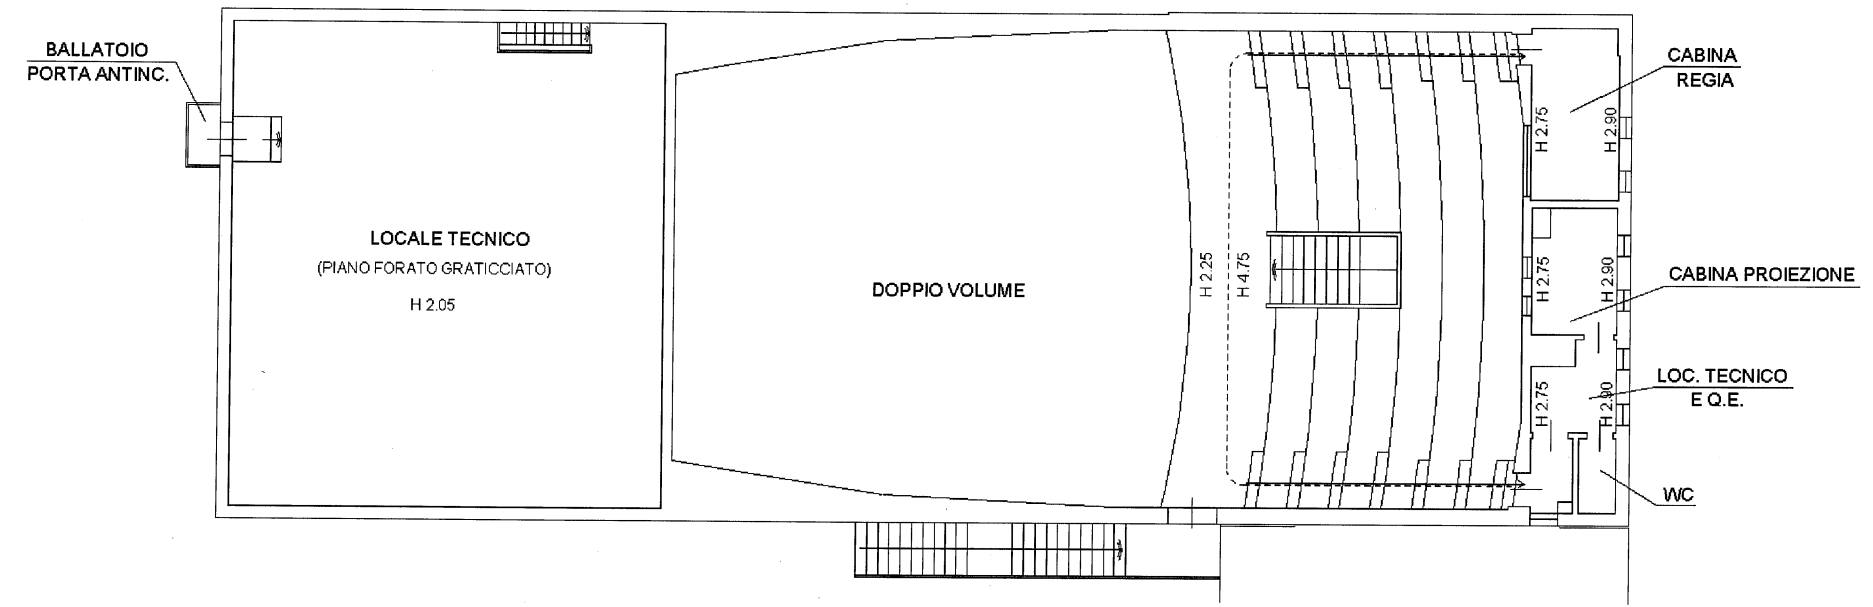 BALLATOIO
PORTA ANTINC.
LOCALE TECNICO
(PIANO FORATO GRATICCIATO)
H 2.05
DOPPIO VOLUME
H 2.25
H 4.75
H 2.75
H 2.90
CABINA
REGIA
H 2.75
H 2.90
CABINA PROIEZIONE
H 2.75
H 2.90
LOC. TECNICO
E Q.E.
WC